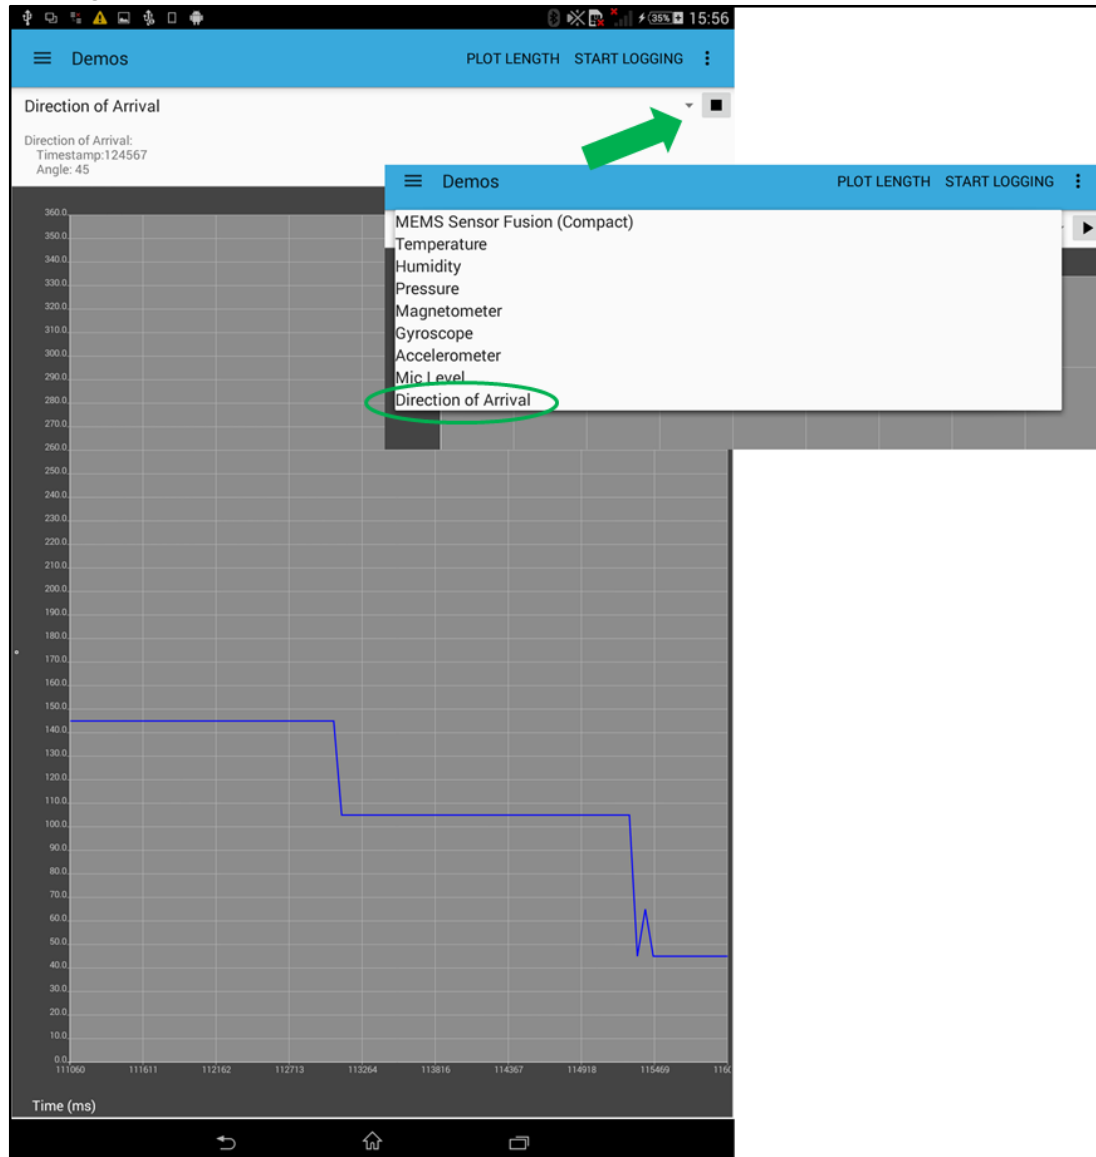 35% 15:56
Demos PLOT LENGTH START LOGGING
Direction of Arrival
Direction of Arrival:
Timestamp:124567
Angle: 45
Demos PLOT LENGTH START LOGGING
MEMS Sensor Fusion (Compact)
Temperature
Humidity
Pressure
Magnetometer
Gyroscope
Accelerometer
Mic Level
Direction of Arrival
360.0
350.0
340.0
330.0
320.0
310.0
300.0
290.0
280.0
270.0
260.0
250.0
240.0
230.0
220.0
210.0
200.0
190.0
180.0
170.0
160.0
150.0
140.0
130.0
120.0
110.0
100.0
90.0
80.0
70.0
60.0
50.0
40.0
30.0
20.0
10.0
0.0
111060 111611 112162 112713 113264 113816 114367 114918 115469 1160
Time (ms)